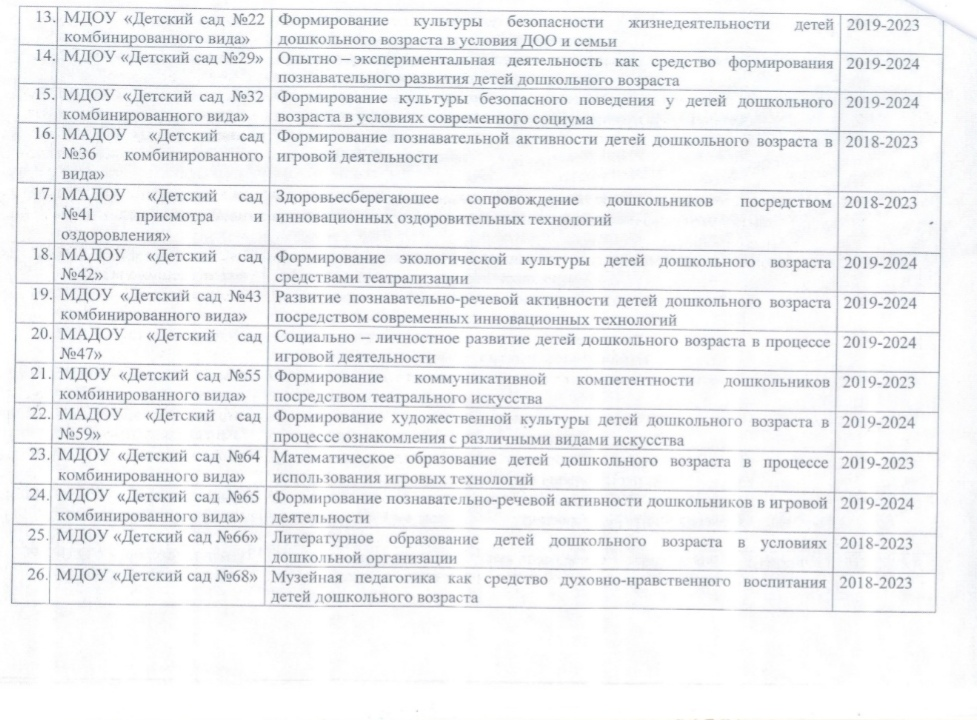 13. МДОУ «Детский сад №22 Формирование культуры безопасности жизнедеятельности детей 2019-2023
комбинированного вида» дошкольного возраста в условия ДОО и семьи
14. МДОУ «Детский сад №29» Опытно – экспериментальная деятельность как средство формирования 2019-2024
познавательного развития детей дошкольного возраста
15. МДОУ «Детский сад №32 Формирование культуры безопасного поведения у детей дошкольного 2019-2024
комбинированного вида» возраста в условиях современного социума
16. МАДОУ «Детский сад Формирование познавательной активности детей дошкольного возраста в 2018-2023
№36 комбинированного игровой деятельности
вида»
17. МАДОУ «Детский сад Здоровьесберегающее сопровождение дошкольников посредством 2018-2023
№41 присмотра и инновационных оздоровительных технологий
оздоровления»
18. МАДОУ «Детский сад Формирование экологической культуры детей дошкольного возраста 2019-2024
№42» средствами театрализации
19. МДОУ «Детский сад №43 Развитие познавательно-речевой активности детей дошкольного возраста 2019-2024
комбинированного вида» посредством современных инновационных технологий
20. МАДОУ «Детский сад Социально – личностное развитие детей дошкольного возраста в процессе 2019-2024
№47» игровой деятельности
21. МДОУ «Детский сад №55 Формирование коммуникативной компетентности дошкольников 2019-2023
комбинированного вида» посредством театрального искусства
22. МАДОУ «Детский сад Формирование художественной культуры детей дошкольного возраста в 2019-2024
№59» процессе ознакомления с различными видами искусства
23. МДОУ «Детский сад №64 Математическое образование детей дошкольного возраста в процессе 2019-2023
комбинированного вида» использования игровых технологий
24. МДОУ «Детский сад №65 Формирование познавательно-речевой активности дошкольников в игровой 2019-2024
комбинированного вида» деятельности
25. МДОУ «Детский сад №66» Литературное образование детей дошкольного возраста в условиях 2018-2023
дошкольной организации
26. МДОУ «Детский сад №68» Музейная педагогика как средство духовно-нравственного воспитания 2018-2023
детей дошкольного возраста